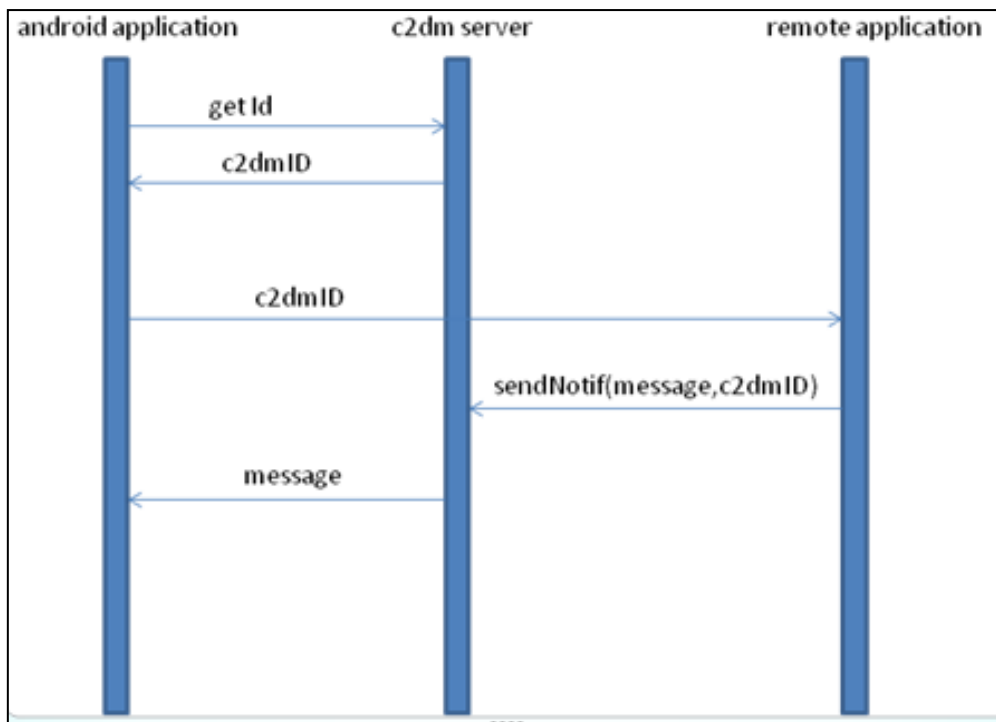 android application c2dm server remote application
get Id
c2dmID
c2dmID
sendNotif(message,c2dmID)
message